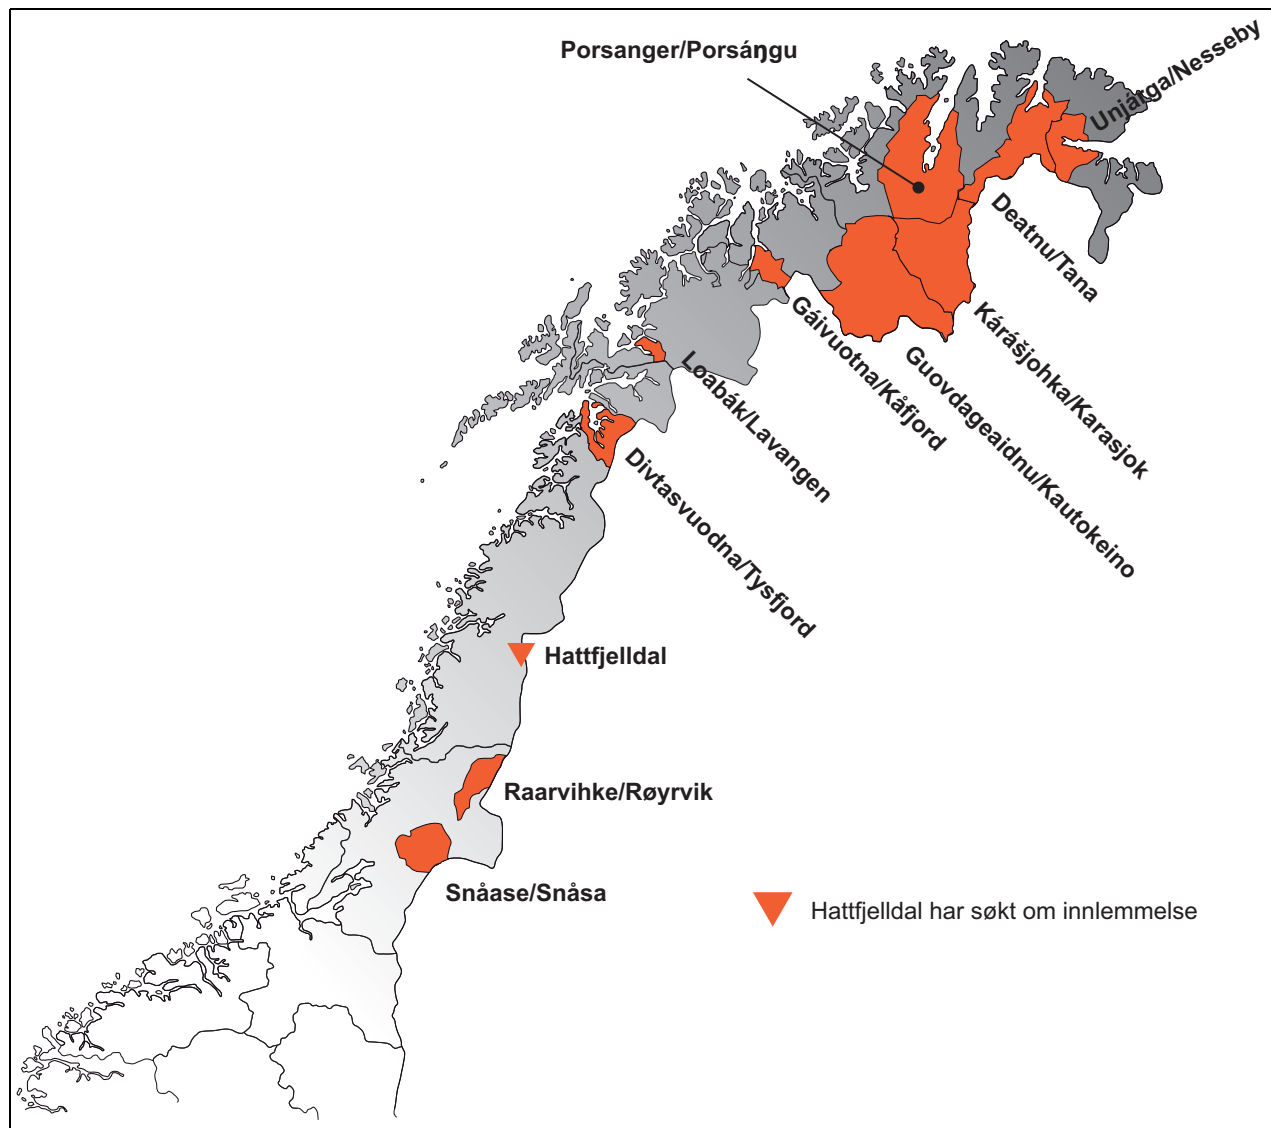 Porsanger/Porsáŋgu
Unjárga/Nesseby
Deatnu/Tana
Kárášjohka/Karasjok
Guovdageaidnu/Kautokeino
Gáivuotna/Kåfjord
Løabák/Lavangen
Divtasvuodna/Tysfjord
Hattfjelldal
Raarvihke/Røyrvik
Snåase/Snåsa
Hattfjelldal har søkt om innlemmelse